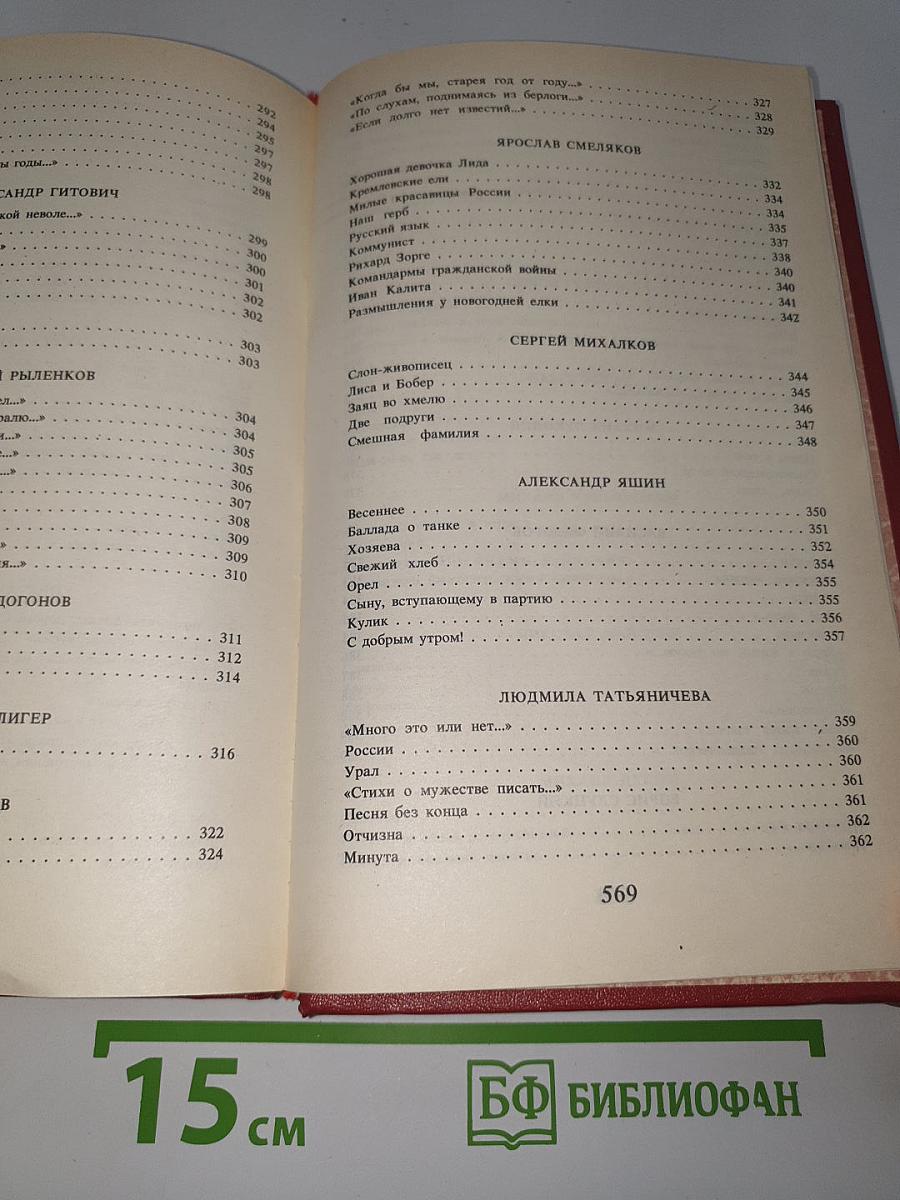 292
294
295
297
ы годы...» 297
298
298
САНДР ГИТОВИЧ
кой неволе...» 299
300
» 300
301
302
302
303
303
Й РЫЛЕНКОВ
ел...» 304
ралю...» 304
и...» 305
е...» 305
...» 306
307
308
309
» 309
ия...» 310
ДОГОНОВ
311
312
314
ЛИГЕР
316
В
322
324
«Когда бы мы, старея год от году...» 327
«По слухам, поднимаясь из берлоги...» 328
«Если долго нет известий...» 329
ЯРОСЛАВ СМЕЛЯКОВ
Хорошая девочка Лида 332
Кремлевские ели 334
Милые красавицы России 334
Наш герб 335
Русский язык 337
Коммунист 338
Рихард Зорге 340
Командармы гражданской войны 340
Иван Калита 341
Размышления у новогодней елки 342
СЕРГЕЙ МИХАЛКОВ
Слон-живописец 344
Лиса и Бобер 345
Заяц во хмелю 346
Две подруги 347
Смешная фамилия 348
АЛЕКСАНДР ЯШИН
Весеннее 350
Баллада о танке 351
Хозяева 352
Свежий хлеб 354
Орел 355
Сыну, вступающему в партию 355
Кулик 356
С добрым утром! 357
ЛЮДМИЛА ТАТЬЯНИЧЕВА
«Много это или нет...» 359
России 360
Урал 360
«Стихи о мужестве писать...» 361
Песня без конца 361
Отчизна 362
Минута 362
569
15 см
БФ БИБЛИОФАН